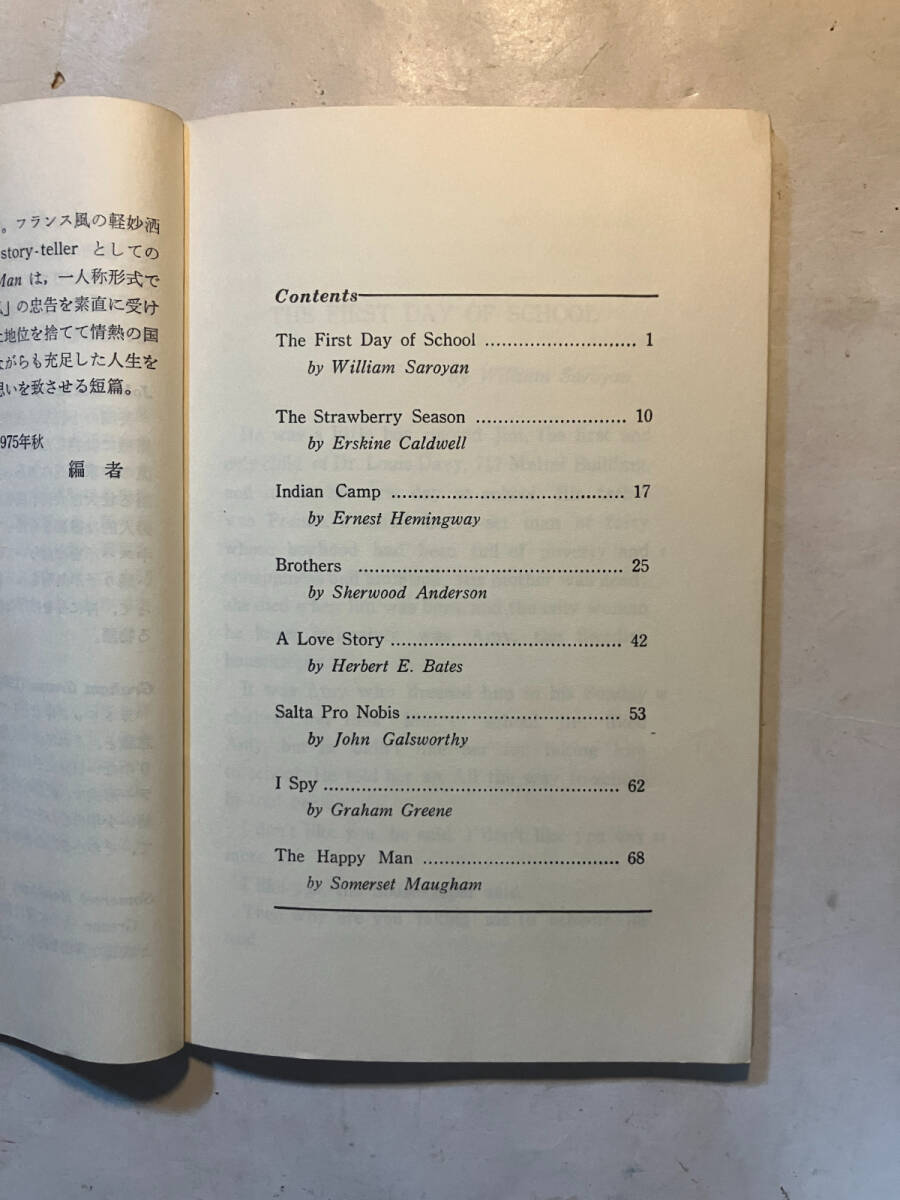 。フランス風の軽妙洒
story-teller としての
Man は,一人称形式で
」の忠告を素直に受け
地位を捨てて情熱の国
ながらも充足した人生を
思いを致させる短篇。
1975年秋
編者
Contents
The First Day of School .............................. 1
by William Saroyan
The Strawberry Season .............................. 10
by Erskine Caldwell
Indian Camp .............................. 17
by Ernest Hemingway
Brothers .............................. 25
by Sherwood Anderson
A Love Story .............................. 42
by Herbert E. Bates
Salta Pro Nobis .............................. 53
by John Galsworthy
I Spy .............................. 62
by Graham Greene
The Happy Man .............................. 68
by Somerset Maugham